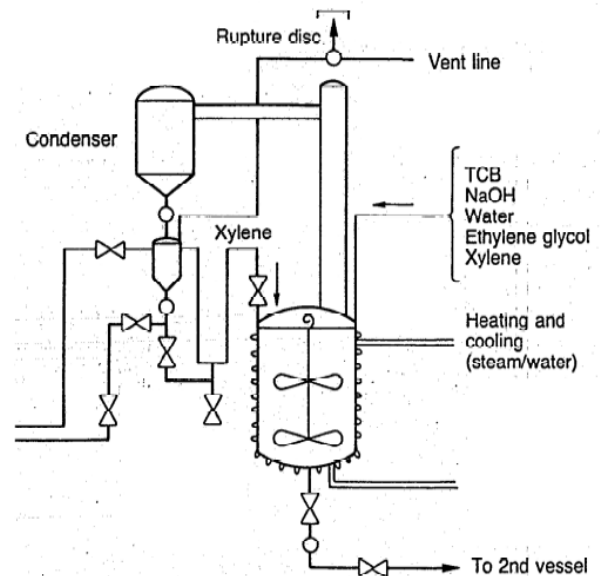 Rupture disc
Vent line
Condenser
TCB
NaOH
Water
Ethylene glycol
Xylene
Xylene
Heating and
cooling
(steam/water)
To 2nd vessel